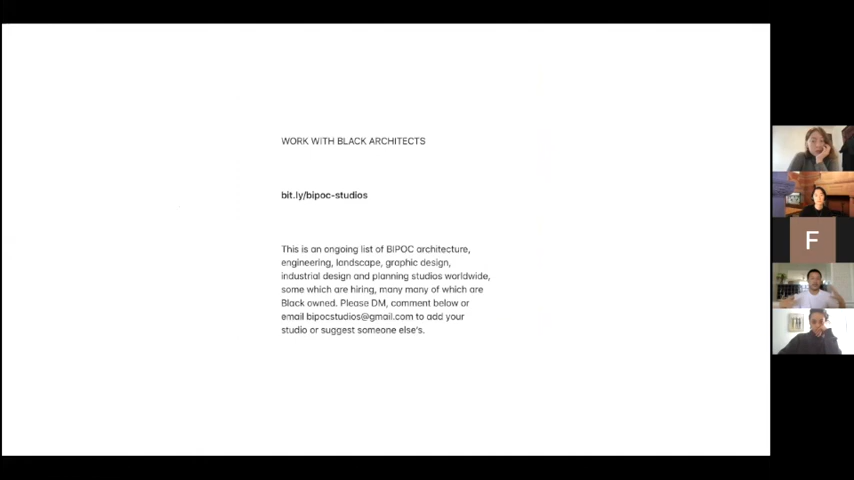 WORK WITH BLACK ARCHITECTS
bit.ly/bipoc-studios
This is an ongoing list of BIPOC architecture,
engineering, landscape, graphic design,
industrial design and planning studios worldwide,
some which are hiring, many many of which are
Black owned. Please DM, comment below or
email bipocstudios@gmail.com to add your
studio or suggest someone else's.
F